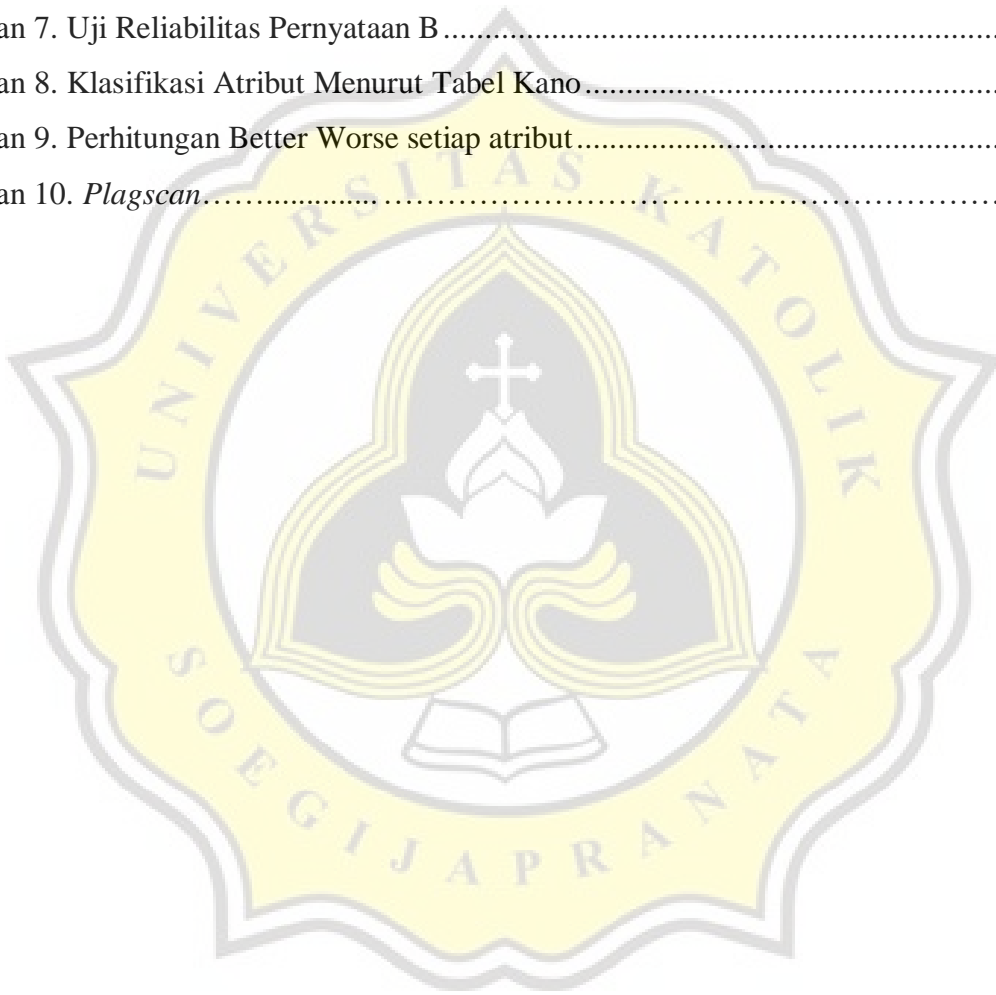 an 7. Uji Reliabilitas Pernyataan B
an 8. Klasifikasi Atribut Menurut Tabel Kano
an 9. Perhitungan Better Worse setiap atribut
an 10. Plagscan
UNIVERSITAS KATOLIK
SOEGIJAPRANATA